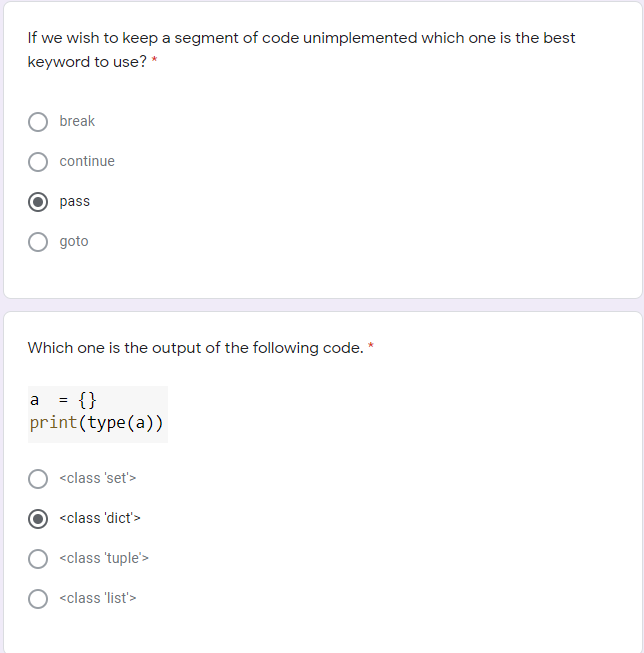 If we wish to keep a segment of code unimplemented which one is the best
keyword to use? *
break
continue
pass
goto
Which one is the output of the following code. *
a  = {}
print(type(a))
<class 'set'>
<class 'dict'>
<class 'tuple'>
<class 'list'>